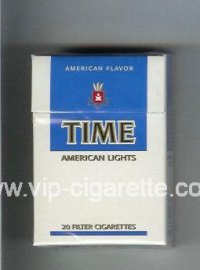 AMERICAN FLAVOR
TIME
AMERICAN LIGHTS
www.vip-cigarette.com
20 FILTER CIGARETTES